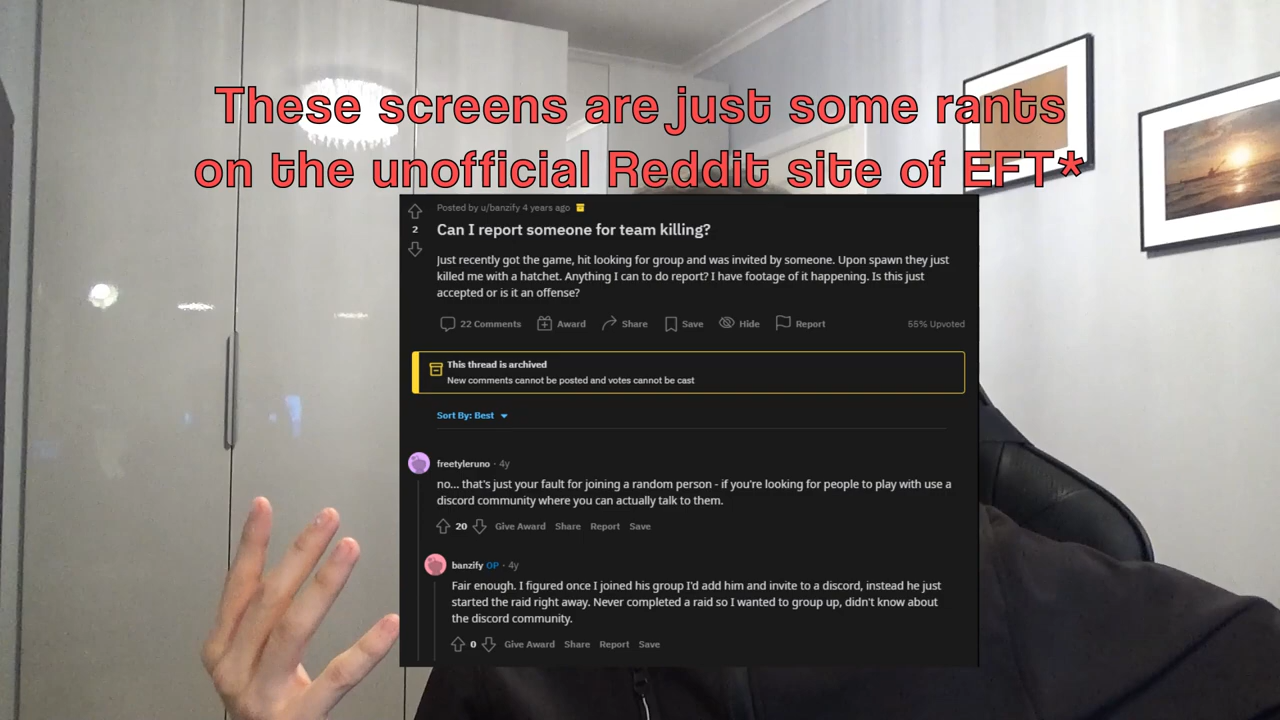 These screens are just some rants
on the unofficial Reddit site of EFT*
Posted by u/banzify 4 years ago
2
Can I report someone for team killing?
Just recently got the game, hit looking for group and was invited by someone. Upon spawn they just
killed me with a hatchet. Anything I can to do report? I have footage of it happening. Is this just
accepted or is it an offense?
22 Comments Award Share Save Hide Report 55% Upvoted
This thread is archived
New comments cannot be posted and votes cannot be cast
Sort By: Best
freetyleruno · 4y
no... that's just your fault for joining a random person - if you're looking for people to play with use a
discord community where you can actually talk to them.
20 Give Award Share Report Save
banzify OP · 4y
Fair enough. I figured once I joined his group I'd add him and invite to a discord, instead he just
started the raid right away. Never completed a raid so I wanted to group up, didn't know about
the discord community.
0 Give Award Share Report Save